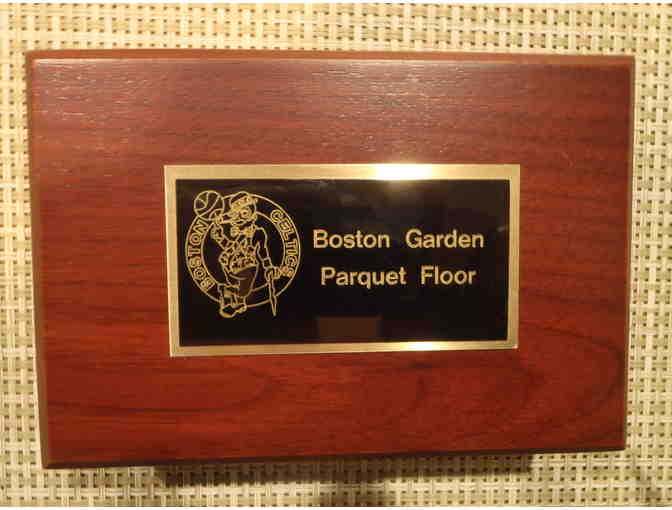 BOSTON CELTICS
Boston Garden
Parquet Floor